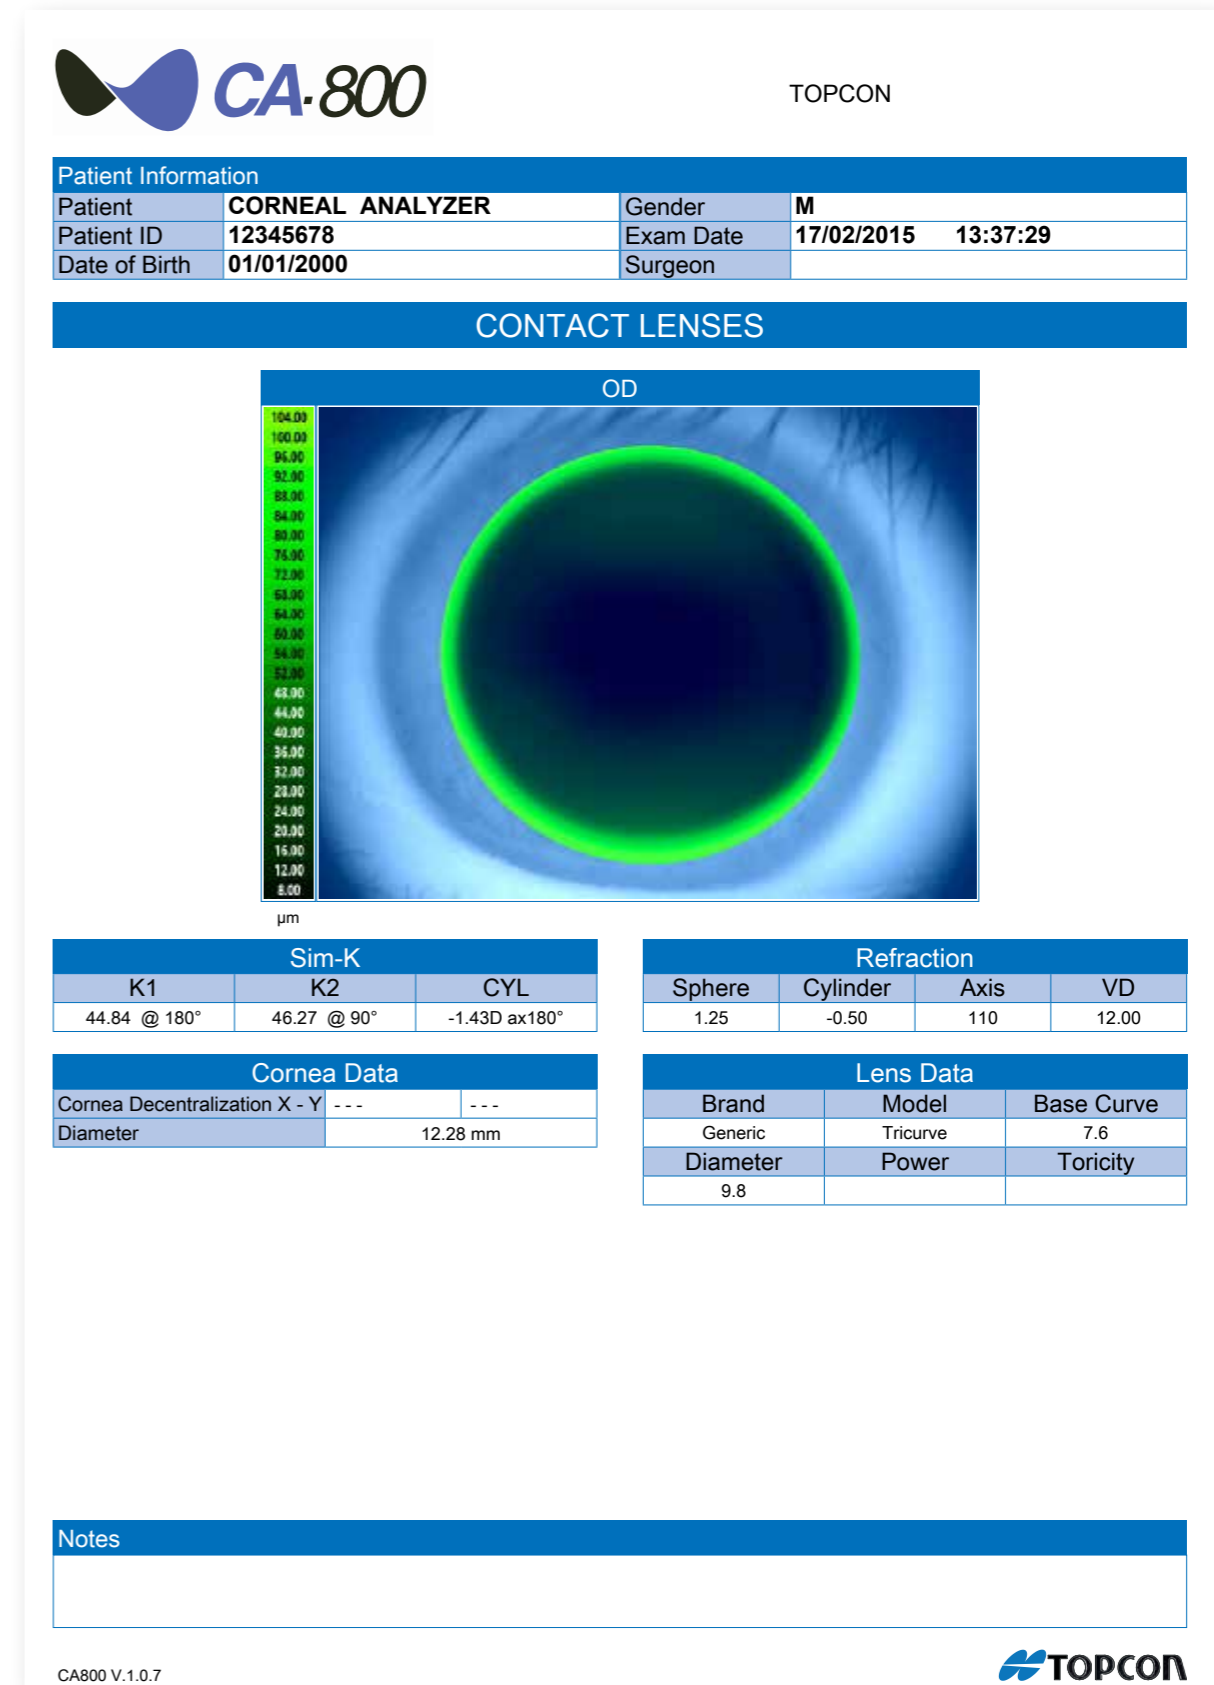 CA-800
TOPCON
Patient Information
Patient CORNEAL ANALYZER Gender M
Patient ID 12345678 Exam Date 17/02/2015 13:37:29
Date of Birth 01/01/2000 Surgeon
CONTACT LENSES
OD
104.00
100.00
96.00
92.00
88.00
84.00
80.00
76.00
72.00
68.00
64.00
60.00
56.00
52.00
48.00
44.00
40.00
36.00
32.00
28.00
24.00
20.00
16.00
12.00
8.00
µm
Sim-K
K1 K2 CYL
44.84 @ 180° 46.27 @ 90° -1.43D ax180°
Refraction
Sphere Cylinder Axis VD
1.25 -0.50 110 12.00
Cornea Data
Cornea Decentralization X - Y - - - - - -
Diameter 12.28 mm
Lens Data
Brand Model Base Curve
Generic Tricurve 7.6
Diameter Power Toricity
9.8
Notes
CA800 V.1.0.7
TOPCON